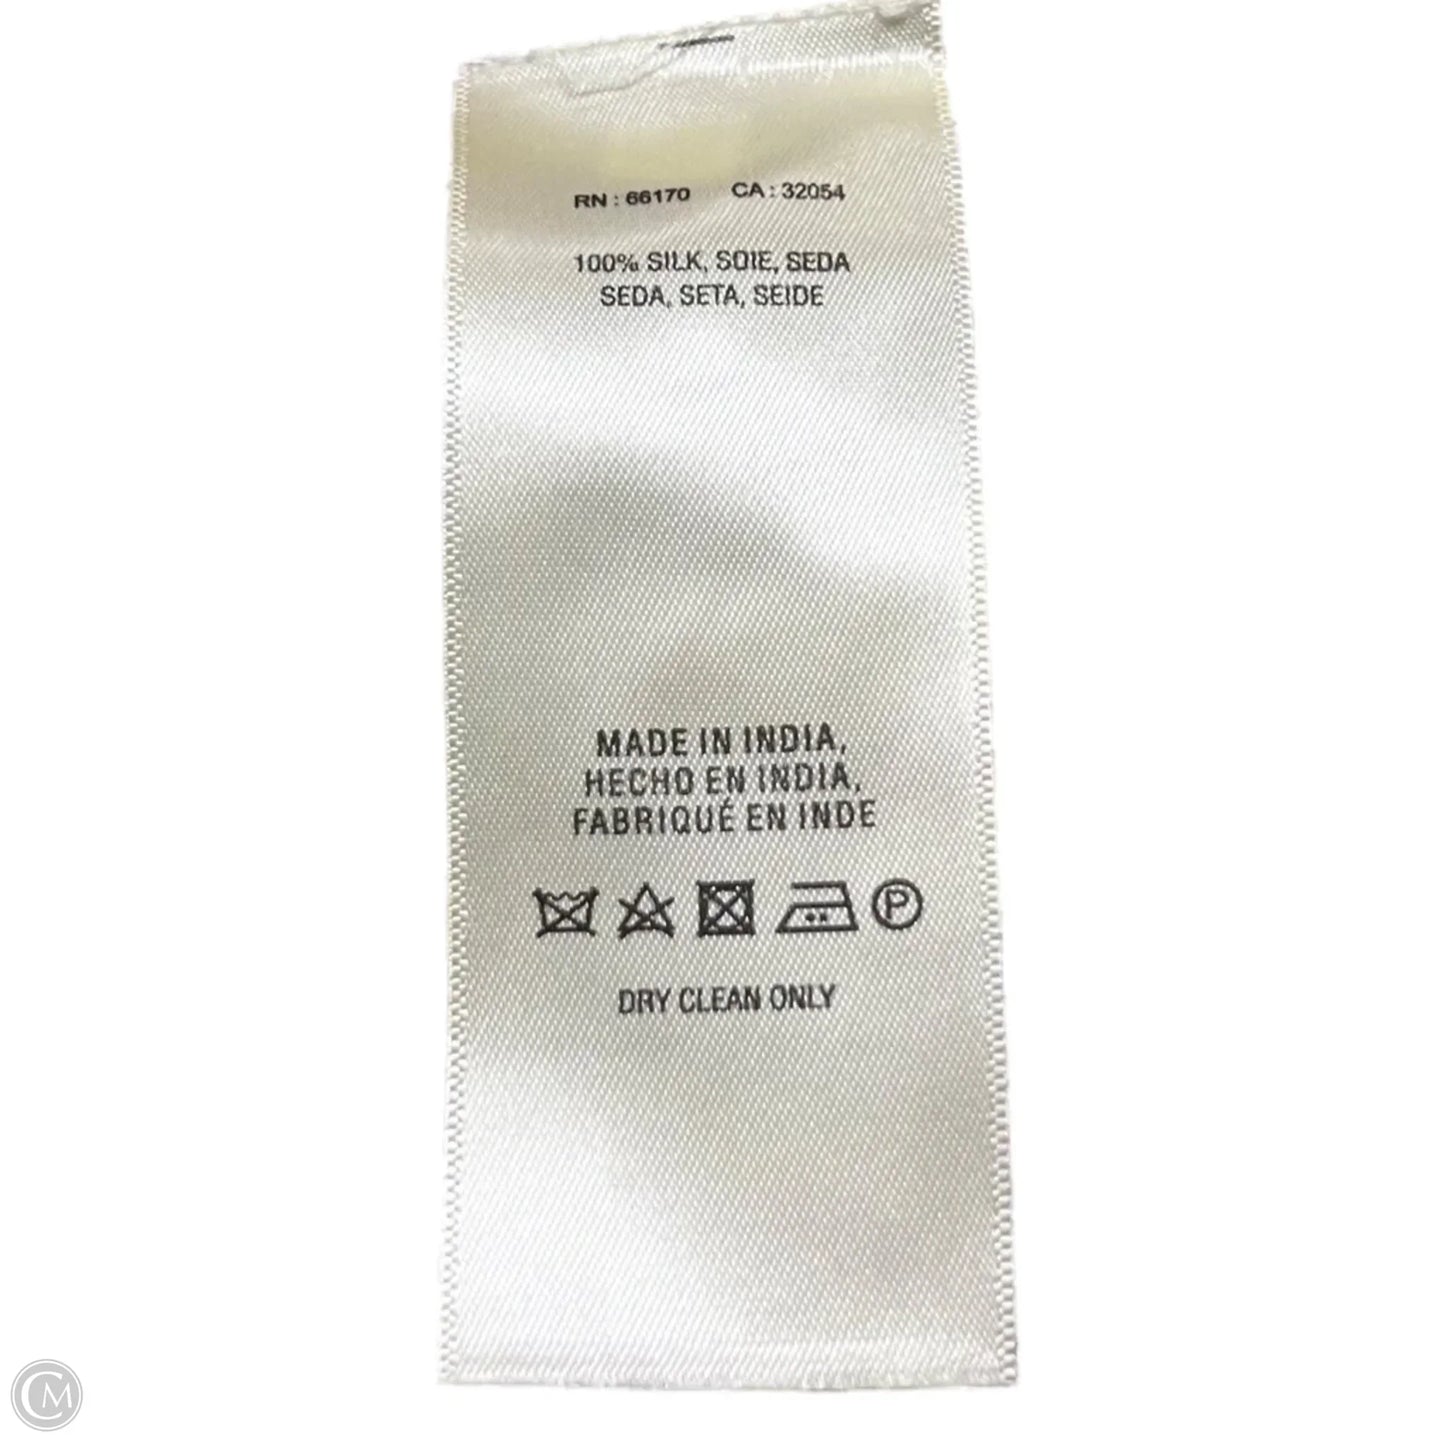 RN : 66170 CA : 32054
100% SILK, SOIE, SEDA
SEDA, SETA, SEIDE
MADE IN INDIA,
HECHO EN INDIA,
FABRIQUÉ EN INDE
P
DRY CLEAN ONLY
CM